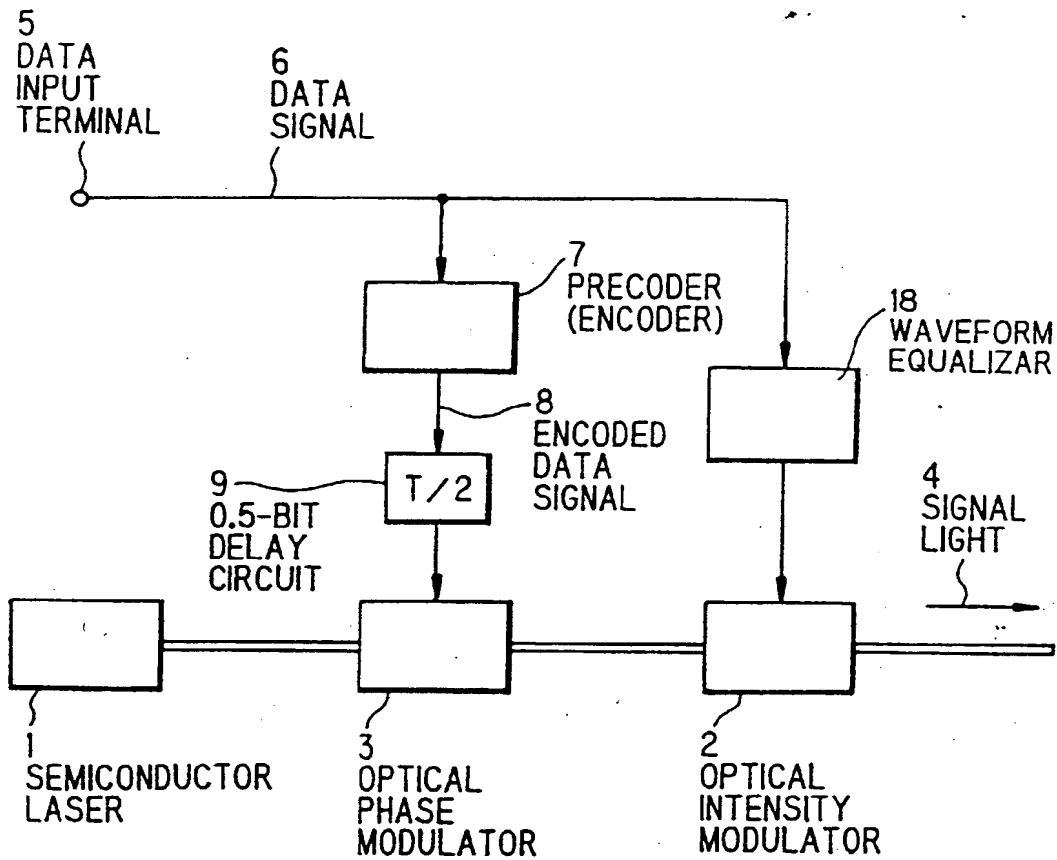 5
DATA
INPUT
TERMINAL
6
DATA
SIGNAL
7
PRECODER
(ENCODER)
18
WAVEFORM
EQUALIZAR
8
ENCODED
DATA
SIGNAL
T/2
9
0.5-BIT
DELAY
CIRCUIT
4
SIGNAL
LIGHT
1
SEMICONDUCTOR
LASER
3
OPTICAL
PHASE
MODULATOR
2
OPTICAL
INTENSITY
MODULATOR